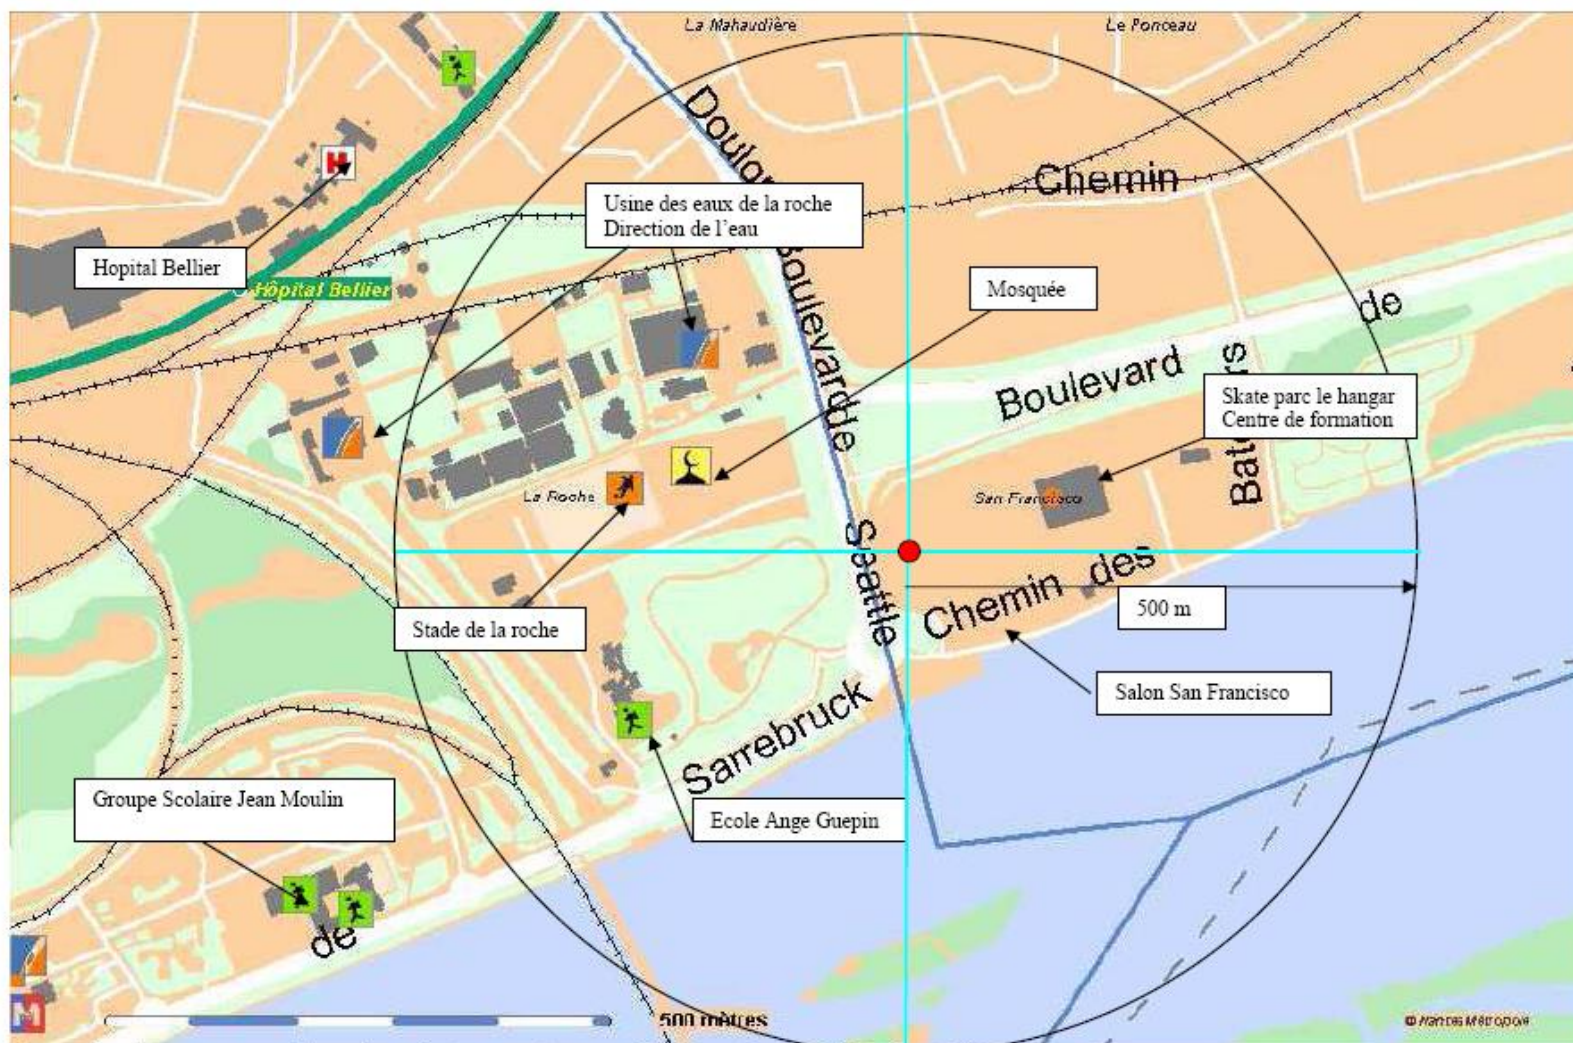 La Mahaudière
Le Ponceau
H
Chemin
Usine des eaux de la roche
Direction de l'eau
Hopital Bellier
Hôpital Bellier
Mosquée
Boulevard
de
Boulevard
de
Skate parc le hangar
Centre de formation
La Roche
San Francisco
Seattle
Chemin des
500 m
Stade de la roche
Salon San Francisco
Sarrebruck
Groupe Scolaire Jean Moulin
Ecole Ange Guepin
de
M
500 mètres
© Nantes Métropole